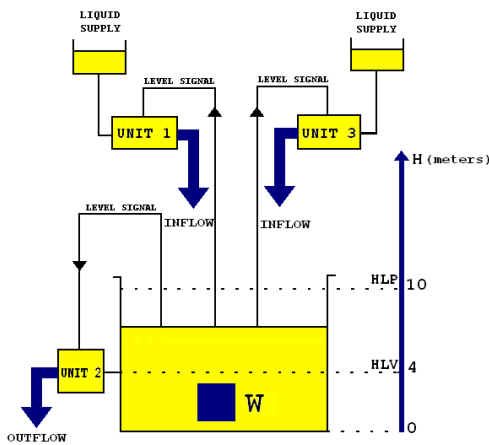 LIQUID
SUPPLY
LIQUID
SUPPLY
LEVEL SIGNAL
LEVEL SIGNAL
UNIT 1
UNIT 3
H (meters)
LEVEL SIGNAL
INFLOW
INFLOW
HLP
10
UNIT 2
HLV
4
W
0
OUTFLOW